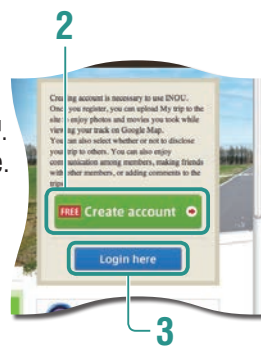 2
Creating account is necessary to use INOU.
Once you register, you can upload My trip to the
site to enjoy photos and movies you took while
viewing your track on Google Map.
You can also select whether or not to disclose
your trip to others. You can also enjoy
communication among members, making friends
with other members, or adding comments to the
trips.
FREE Create account
Login here
3